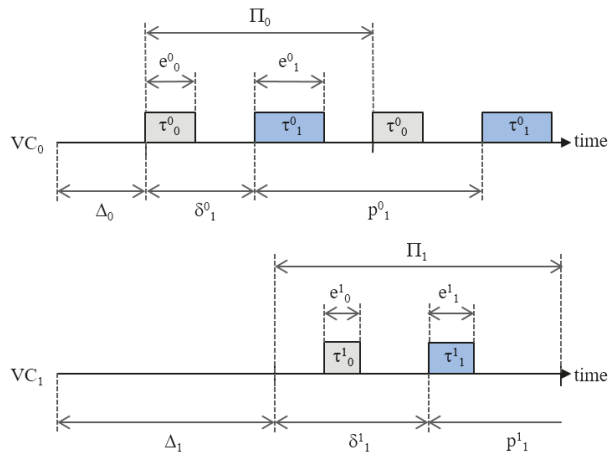 Π₀
e⁰₀ e⁰₁
τ⁰₀ τ⁰₁ τ⁰₀ τ⁰₁
VC₀ time
Δ₀ δ⁰₁ p⁰₁
Π₁
e¹₀ e¹₁
τ¹₀ τ¹₁
VC₁ time
Δ₁ δ¹₁ p¹₁